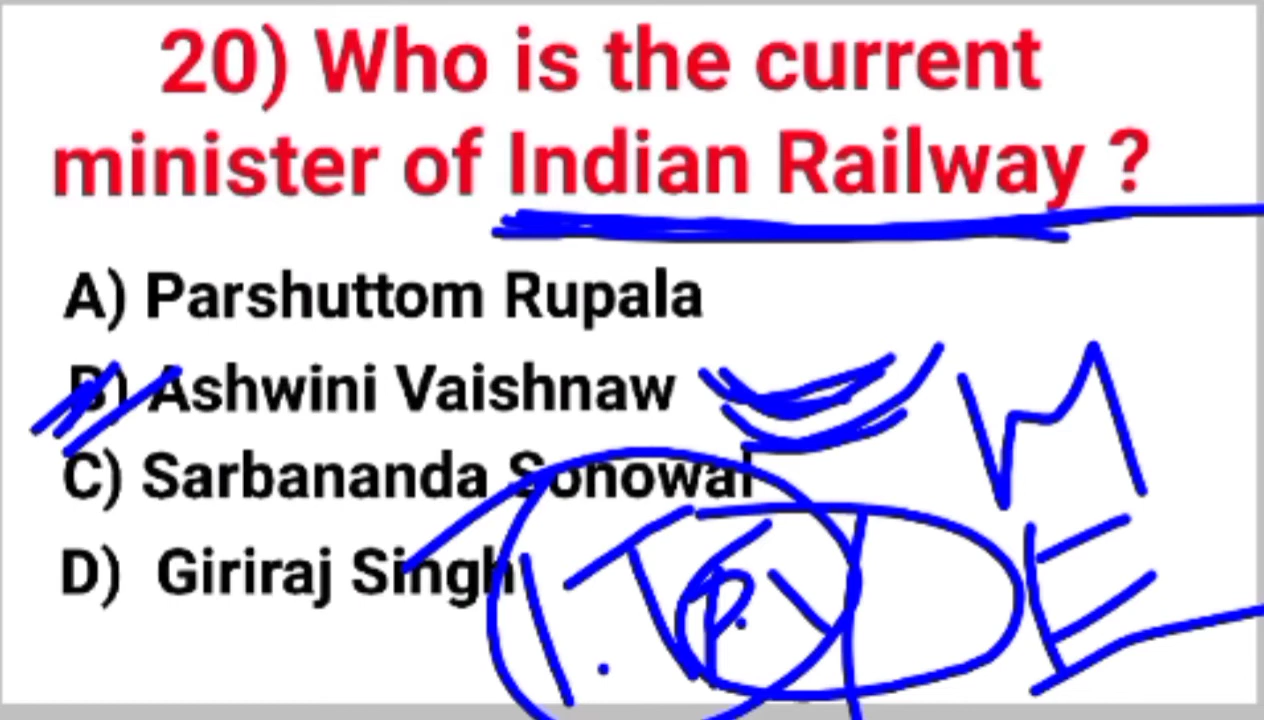 20) Who is the current
minister of Indian Railway ?
A) Parshuttom Rupala
B) Ashwini Vaishnaw
C) Sarbananda Sonowal
D) Giriraj Singh